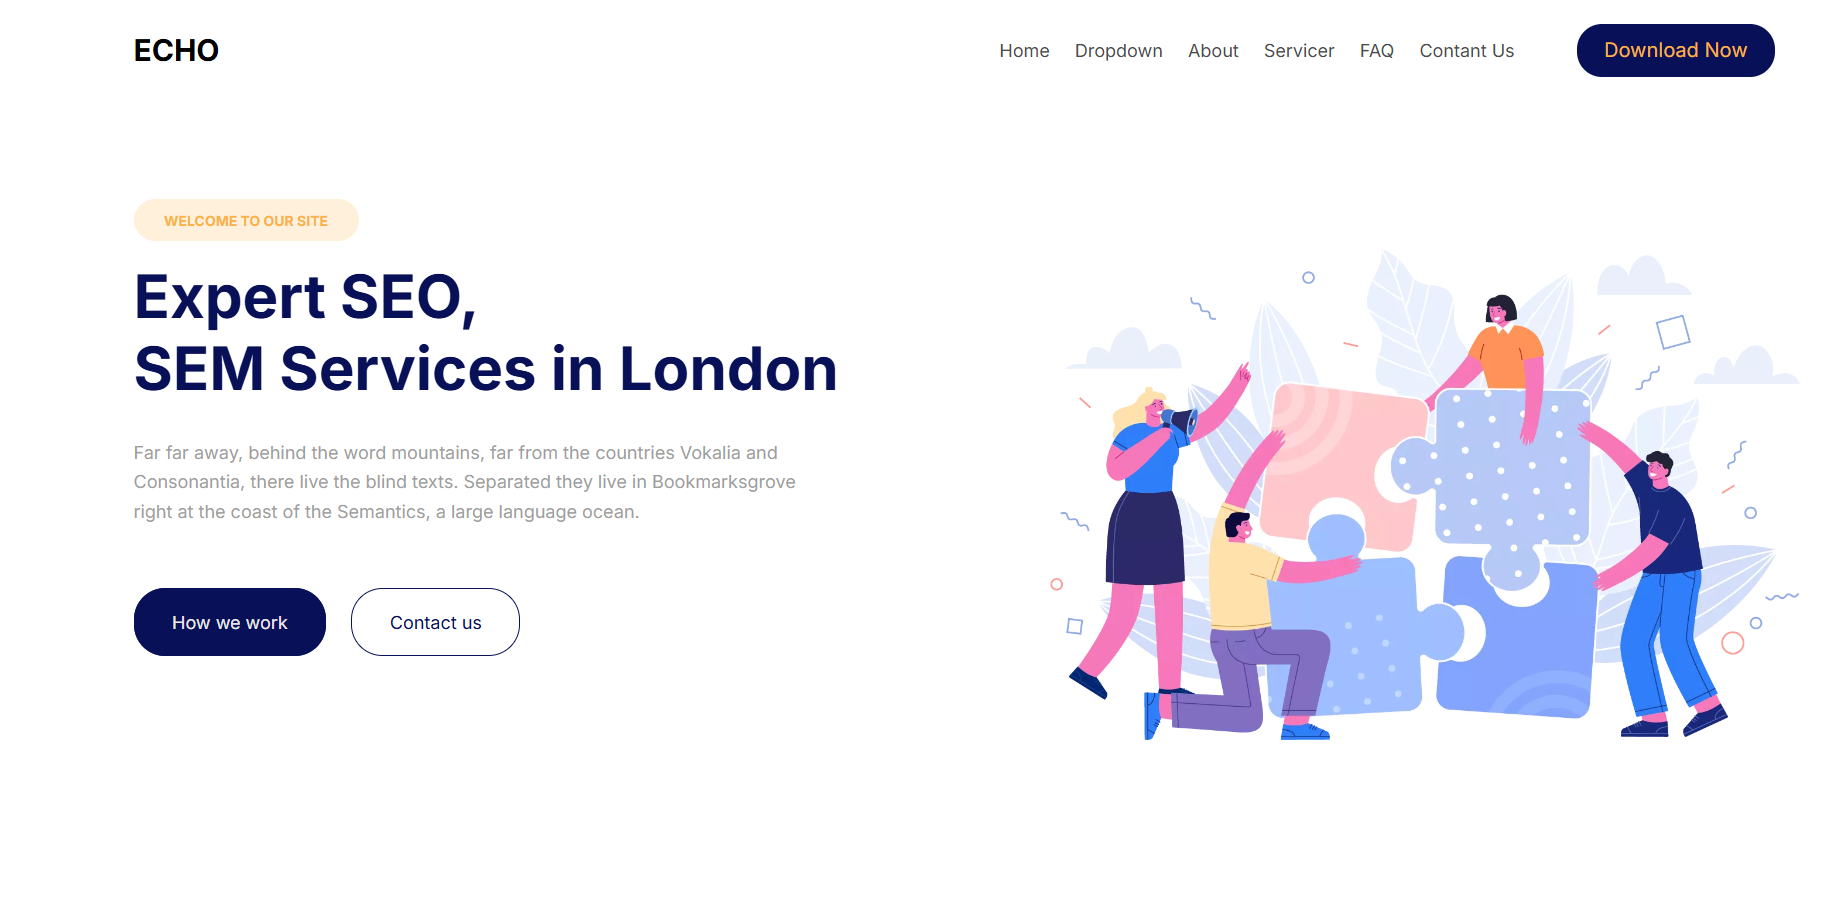 ECHO
Home Dropdown About Servicer FAQ Contant Us Download Now
WELCOME TO OUR SITE
Expert SEO,
SEM Services in London
Far far away, behind the word mountains, far from the countries Vokalia and
Consonantia, there live the blind texts. Separated they live in Bookmarksgrove
right at the coast of the Semantics, a large language ocean.
How we work Contact us